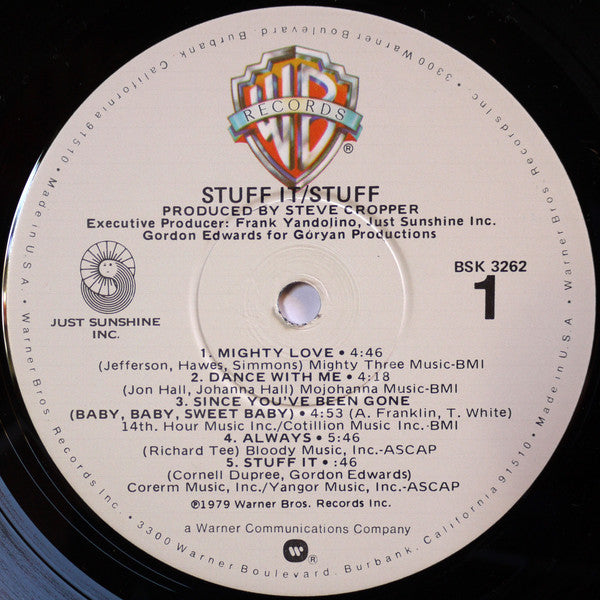 3300 Warner Boulevard, Burbank, California 91510 • Made in U.S.A. • Warner Bros. Records Inc. • 3300 Warner Boulevard, Burbank, California 91510 • Made in U.S.A. • Warner Bros. Records Inc. •
WB
RECORDS
®
STUFF IT/STUFF
PRODUCED BY STEVE CROPPER
Executive Producer: Frank Yandolino, Just Sunshine Inc.
Gordon Edwards for Goryan Productions
BSK 3262
1
JUST SUNSHINE
INC.
1. MIGHTY LOVE • 4:46
(Jefferson, Hawes, Simmons) Mighty Three Music-BMI
2. DANCE WITH ME • 4:18
(Jon Hall, Johanna Hall) Mojohanna Music-BMI
3. SINCE YOU'VE BEEN GONE
(BABY, BABY, SWEET BABY) • 4:53 (A. Franklin, T. White)
14th. Hour Music Inc./Cotillion Music Inc.-BMI
4. ALWAYS • 5:46
(Richard Tee) Bloody Music, Inc.-ASCAP
5. STUFF IT • :46
(Cornell Dupree, Gordon Edwards)
Corerm Music, Inc./Yangor Music, Inc.-ASCAP
℗1979 Warner Bros. Records Inc.
a Warner Communications Company
®